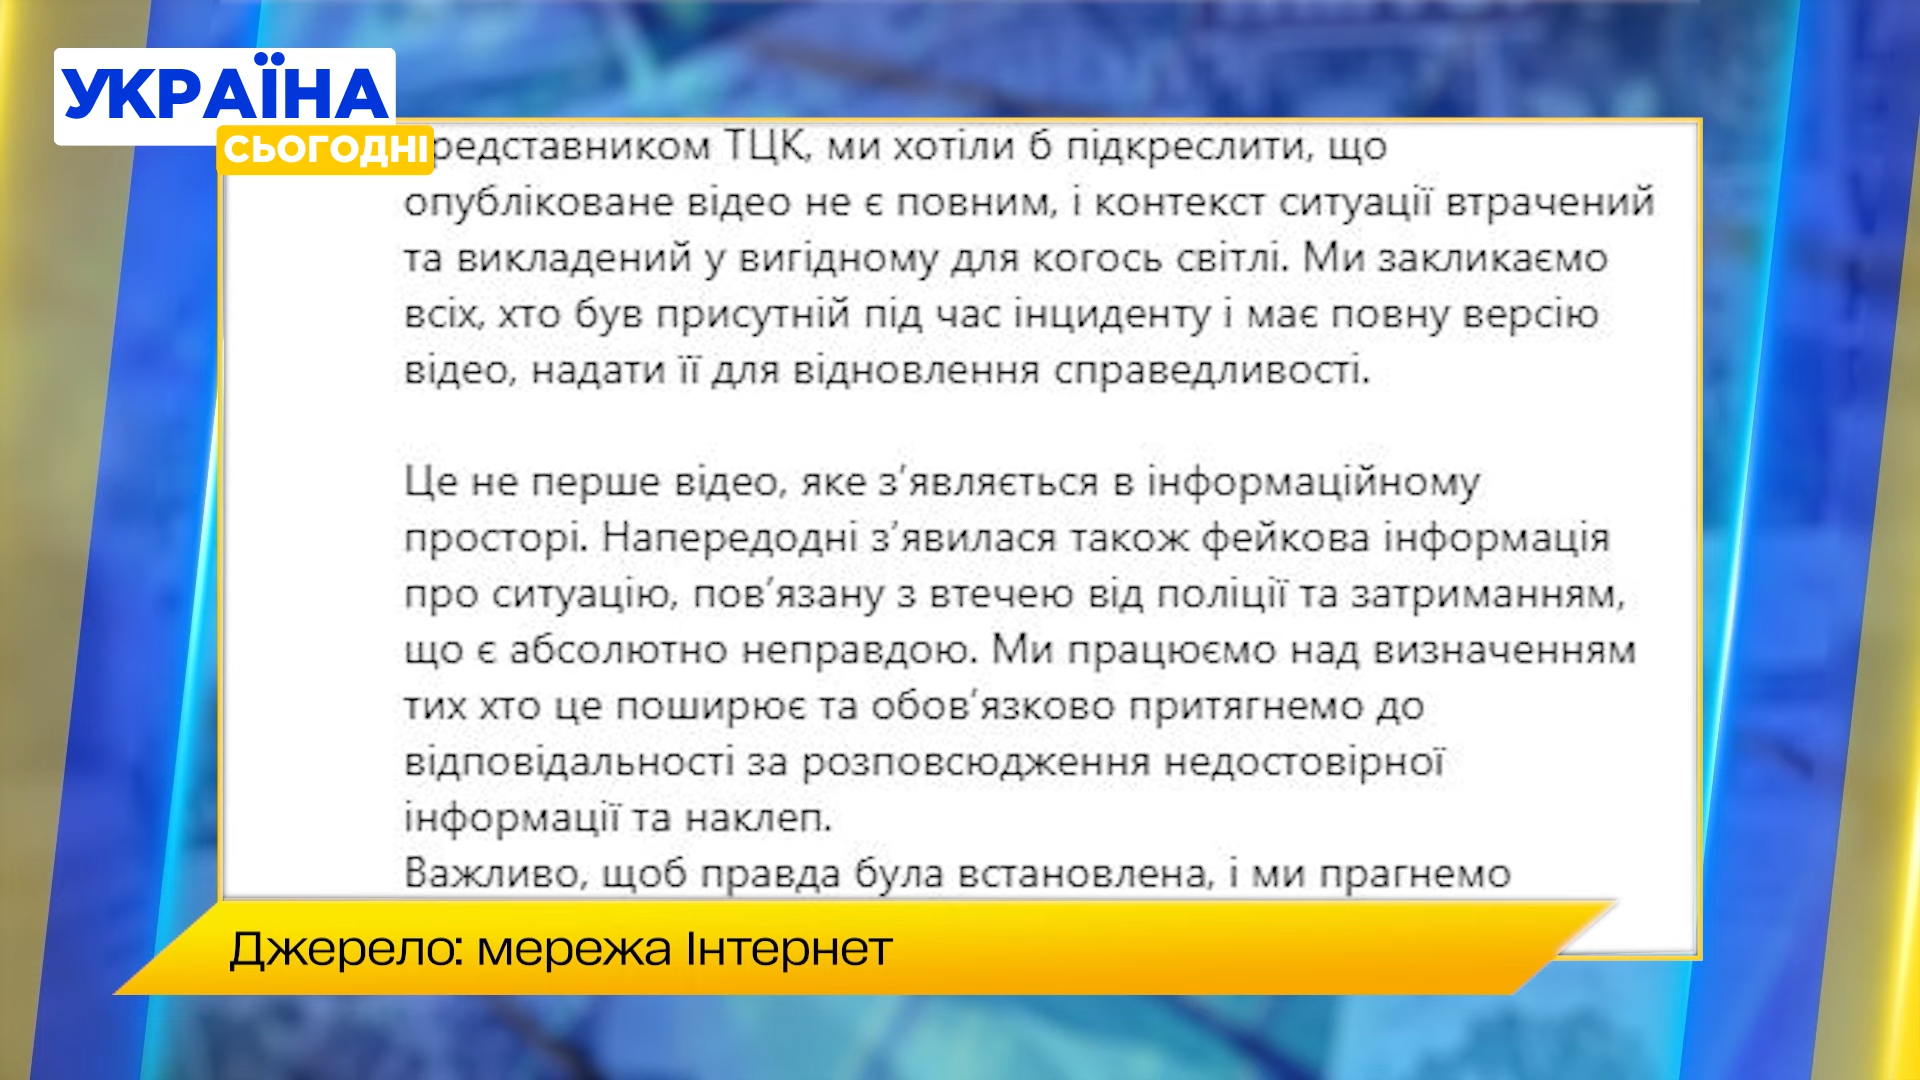 УКРАЇНА
СЬОГОДНІ
редставником ТЦК, ми хотіли б підкреслити, що
опубліковане відео не є повним, і контекст ситуації втрачений
та викладений у вигідному для когось світлі. Ми закликаємо
всіх, хто був присутній під час інциденту і має повну версію
відео, надати її для відновлення справедливості.
Це не перше відео, яке з’являється в інформаційному
просторі. Напередодні з’явилася також фейкова інформація
про ситуацію, пов’язану з втечею від поліції та затриманням,
що є абсолютно неправдою. Ми працюємо над визначенням
тих хто це поширює та обов’язково притягнемо до
відповідальності за розповсюдження недостовірної
інформації та наклеп.
Важливо, щоб правда була встановлена, і ми прагнемо
Джерело: мережа Інтернет